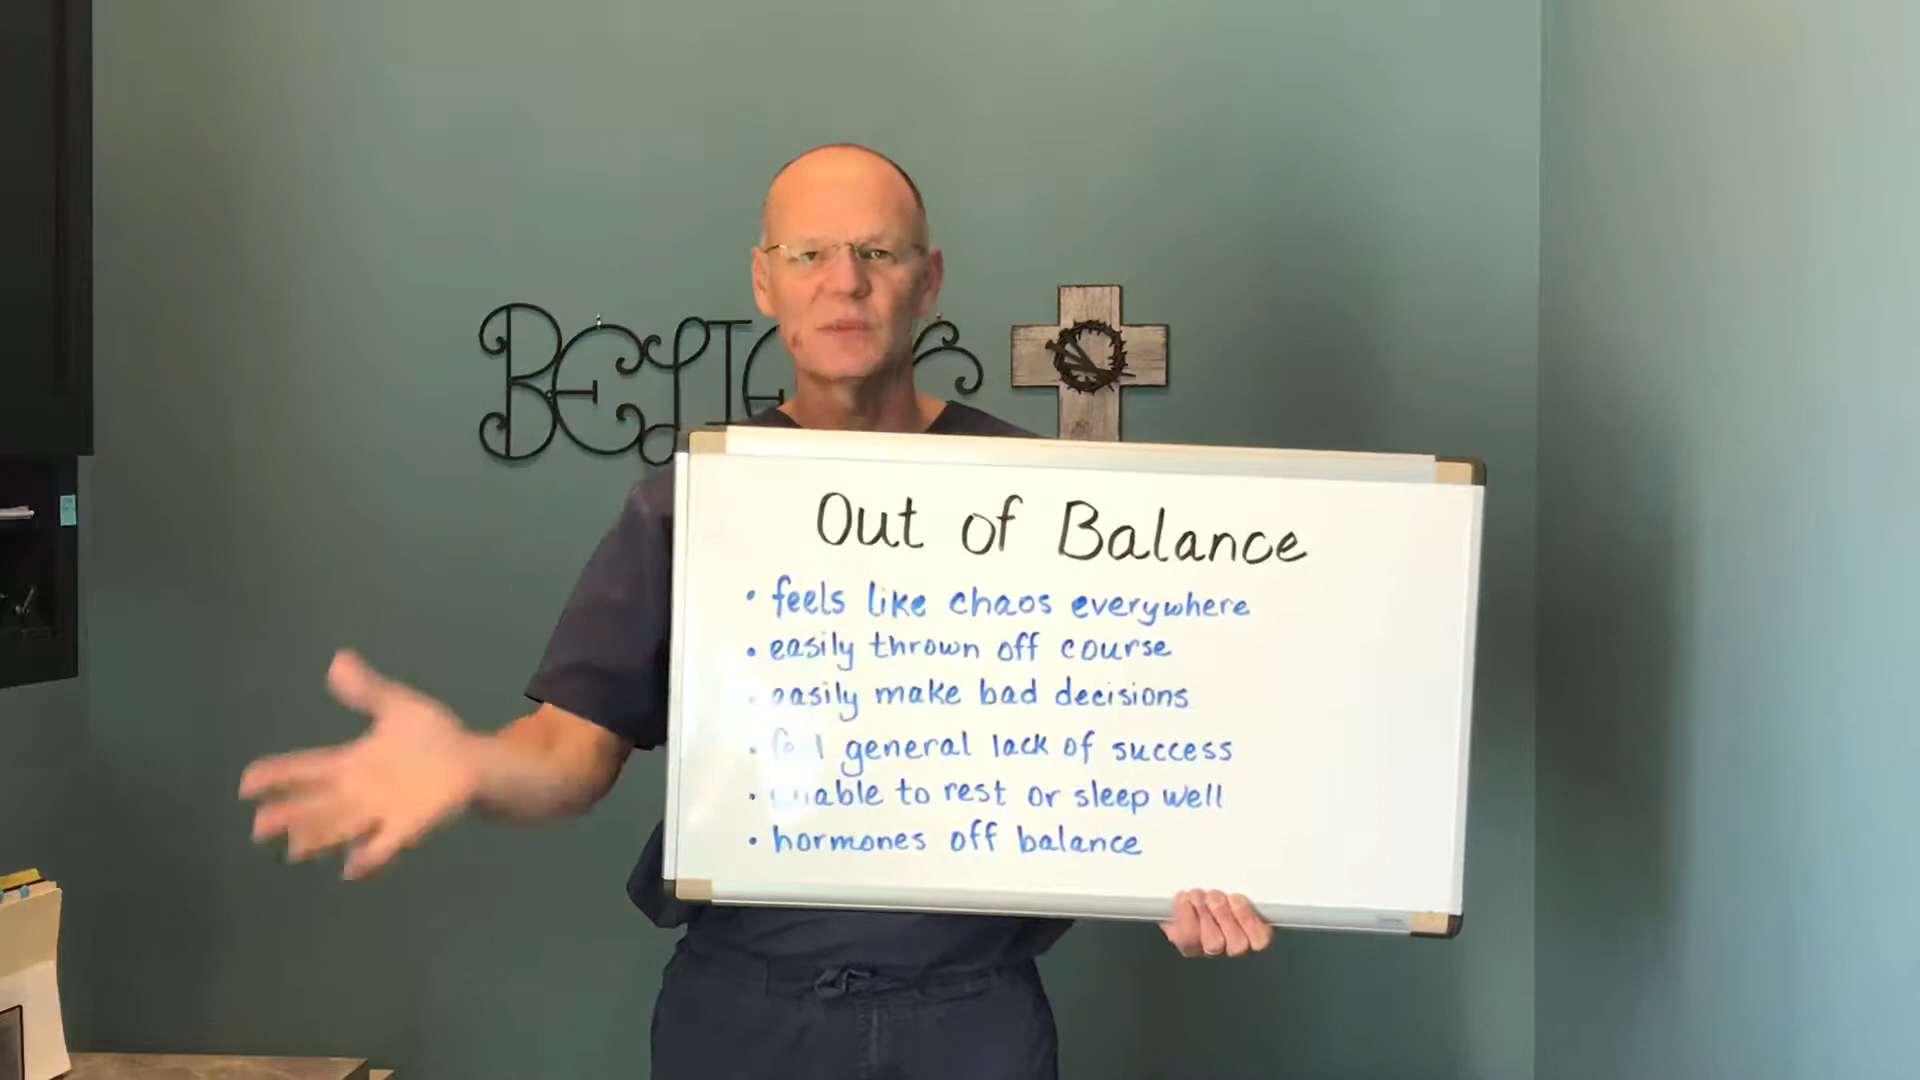 BELIE
Out of Balance
• feels like chaos everywhere
• easily thrown off course
• easily make bad decisions
• general lack of success
• to rest or sleep well
• hormones off balance